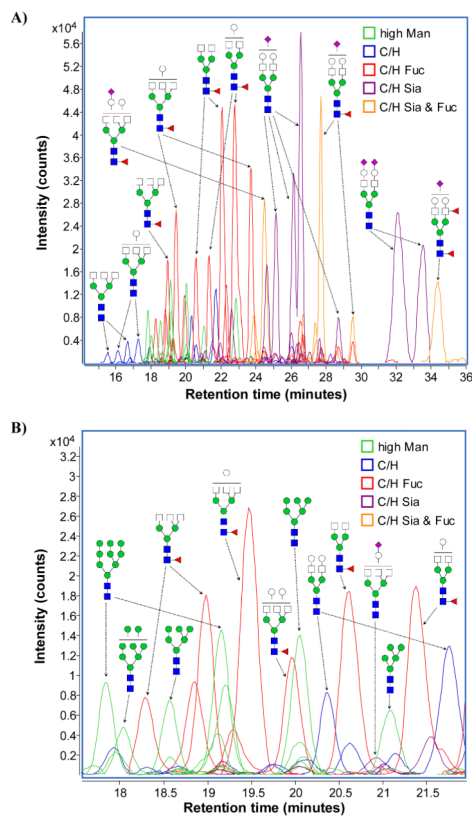 A)
x10⁴
5.6
5.2
4.8
4.4
4
3.6
3.2
2.8
2.4
2
1.6
1.2
0.8
0.4
Intensity (counts)
high Man
C/H
C/H Fuc
C/H Sia
C/H Sia & Fuc
16 18 20 22 24 26 28 30 32 34 36
Retention time (minutes)
B)
x10⁴
3.2
3
2.8
2.6
2.4
2.2
2
1.8
1.6
1.4
1.2
1
0.8
0.6
0.4
0.2
Intensity (counts)
high Man
C/H
C/H Fuc
C/H Sia
C/H Sia & Fuc
18 18.5 19 19.5 20 20.5 21 21.5
Retention time (minutes)